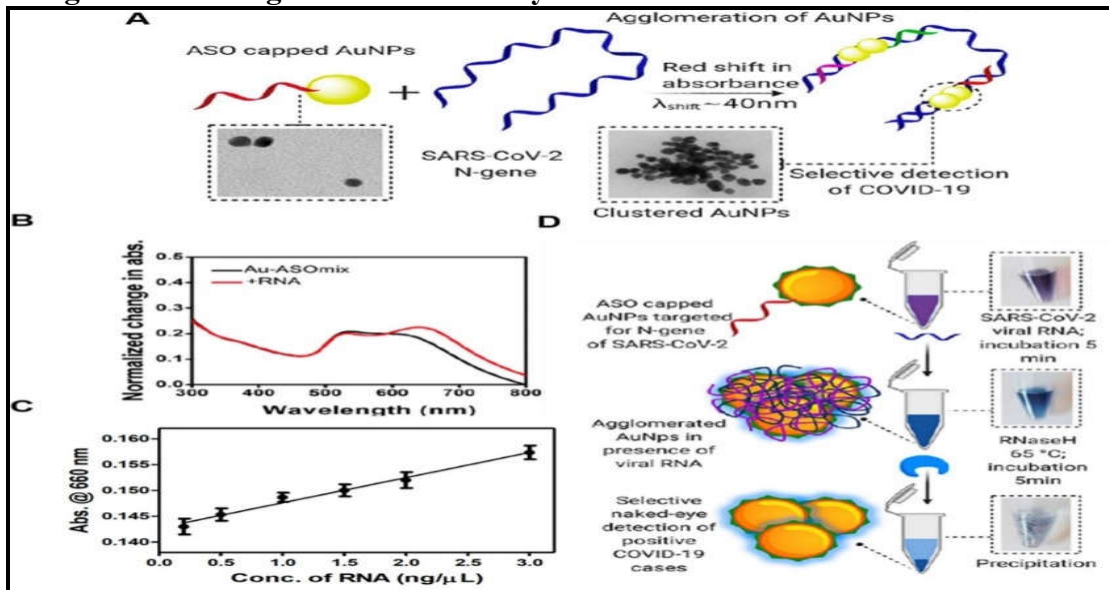 A
Agglomeration of AuNPs
ASO capped AuNPs
+
Red shift in
absorbance
λshift~40nm
SARS-CoV-2
N-gene
Clustered AuNPs
Selective detection
of COVID-19
B
Normalized change in abs.
0.5
0.4
0.3
0.2
0.1
0.0
Au-ASOmix
+RNA
300 400 500 600 700 800
Wavelength (nm)
C
Abs.@ 660 nm
0.160
0.155
0.150
0.145
0.140
0.0 0.5 1.0 1.5 2.0 2.5 3.0
Conc. of RNA (ng/µL)
D
ASO capped
AuNPs targeted
for N-gene
of SARS-CoV-2
SARS-CoV-2
viral RNA;
incubation 5
min
Agglomerated
AuNps in
presence of
viral RNA
RNaseH
65 °C;
incubation
5min
Selective
naked-eye
detection of
positive
COVID-19
cases
Precipitation